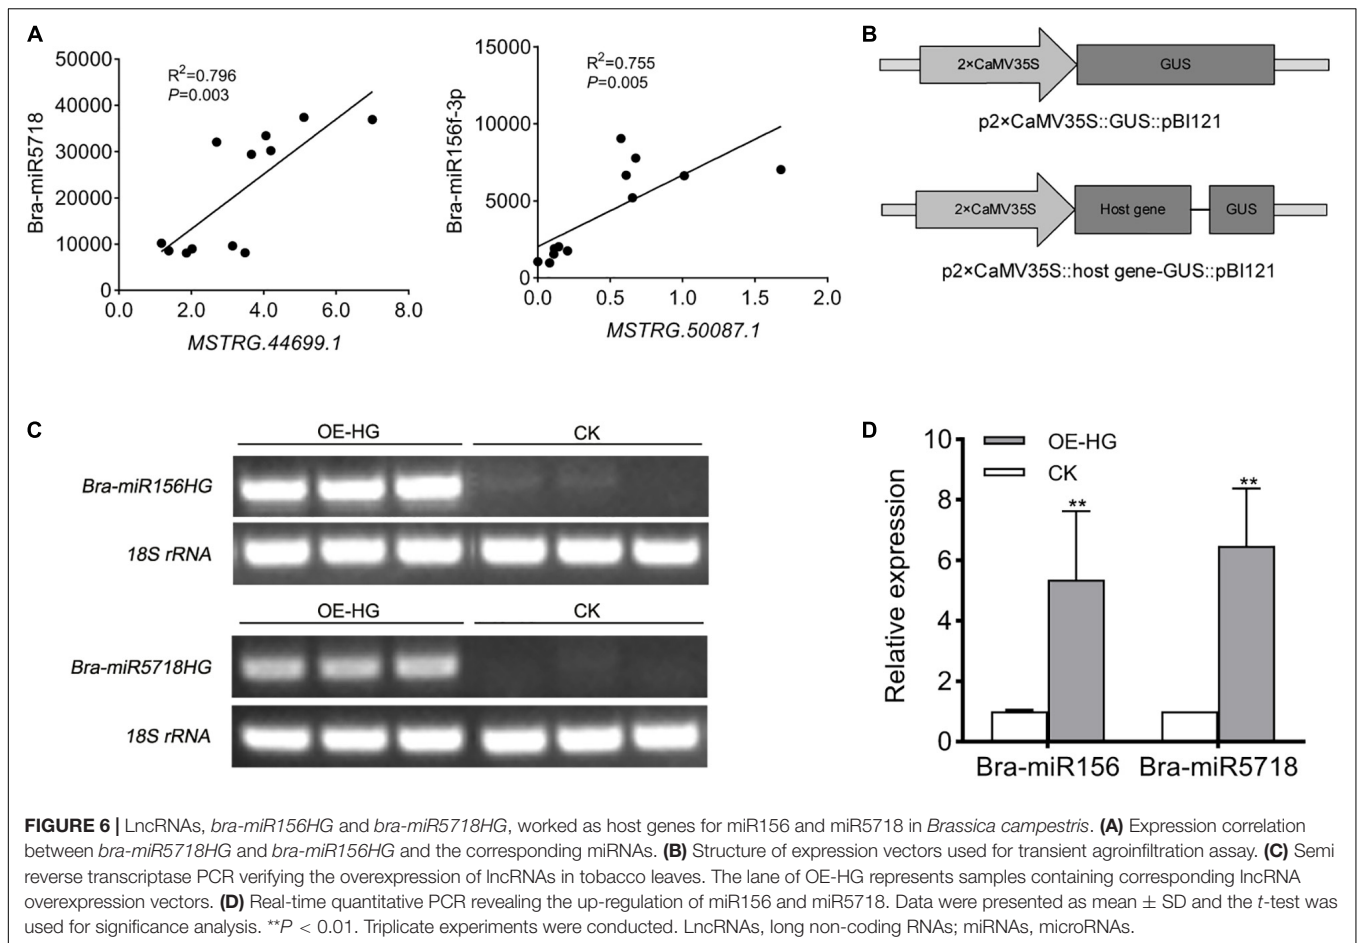 A
50000
40000
30000
20000
10000
0
Bra-miR5718
R²=0.796
P=0.003
0.0 2.0 4.0 6.0 8.0
MSTRG.44699.1
15000
10000
5000
0
Bra-miR156f-3p
R²=0.755
P=0.005
0.0 0.5 1.0 1.5 2.0
MSTRG.50087.1
B
2×CaMV35S GUS
p2×CaMV35S::GUS::pBI121
2×CaMV35S Host gene GUS
p2×CaMV35S::host gene-GUS::pBI121
C
OE-HG CK
Bra-miR156HG
18S rRNA
OE-HG CK
Bra-miR5718HG
18S rRNA
D
10
8
6
4
2
0
Relative expression
OE-HG
CK
**
**
Bra-miR156 Bra-miR5718
FIGURE 6 | LncRNAs, bra-miR156HG and bra-miR5718HG, worked as host genes for miR156 and miR5718 in Brassica campestris. (A) Expression correlation
between bra-miR5718HG and bra-miR156HG and the corresponding miRNAs. (B) Structure of expression vectors used for transient agroinfiltration assay. (C) Semi
reverse transcriptase PCR verifying the overexpression of lncRNAs in tobacco leaves. The lane of OE-HG represents samples containing corresponding lncRNA
overexpression vectors. (D) Real-time quantitative PCR revealing the up-regulation of miR156 and miR5718. Data were presented as mean ± SD and the t-test was
used for significance analysis. **P < 0.01. Triplicate experiments were conducted. LncRNAs, long non-coding RNAs; miRNAs, microRNAs.